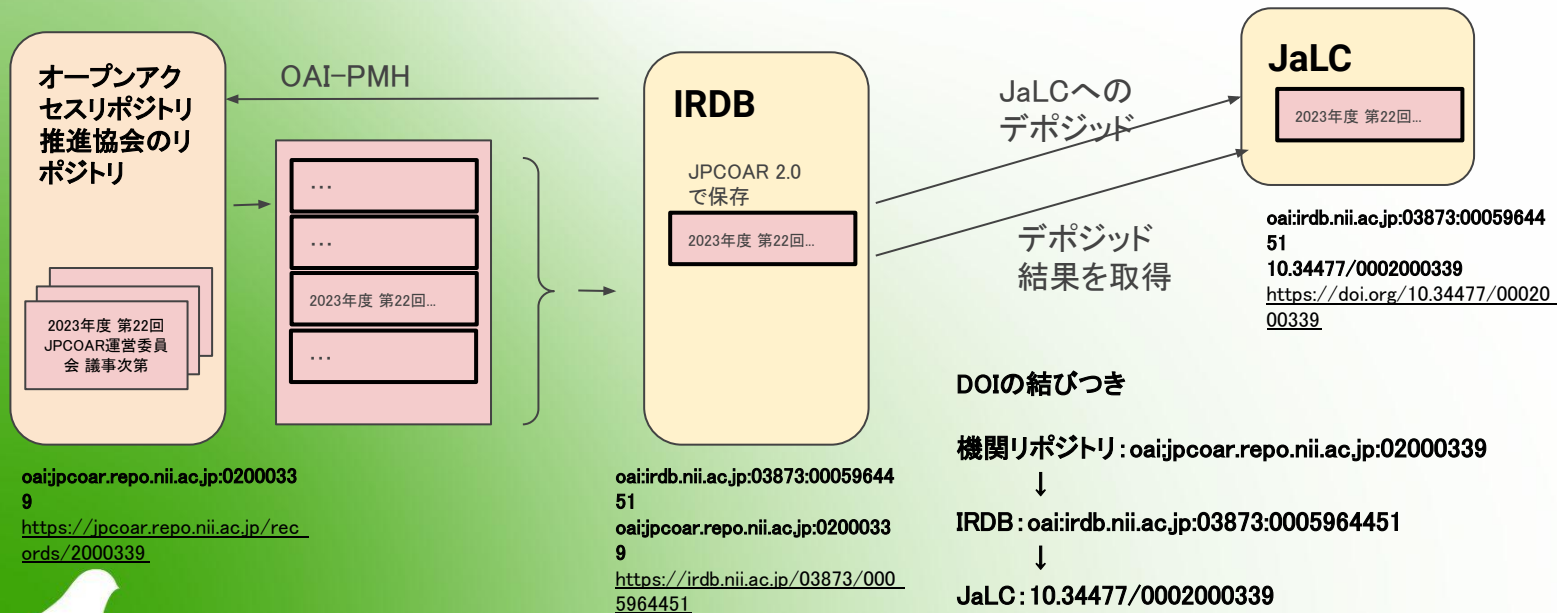 オープンアク
セスリポジトリ
推進協会のリ
ポジトリ
2023年度 第22回
JPCOAR運営委員
会 議事次第
oai:jpcoar.repo.nii.ac.jp:0200033
9
https://jpcoar.repo.nii.ac.jp/rec
ords/2000339
OAI-PMH
...
...
2023年度 第22回...
...
IRDB
JPCOAR 2.0
で保存
2023年度 第22回...
oai:irdb.nii.ac.jp:03873:00059644
51
oai:jpcoar.repo.nii.ac.jp:0200033
9
https://irdb.nii.ac.jp/03873/000
5964451
JaLCへの
デポジッド
デポジッド
結果を取得
JaLC
2023年度 第22回...
oai:irdb.nii.ac.jp:03873:00059644
51
10.34477/0002000339
https://doi.org/10.34477/00020
00339
DOIの結びつき
機関リポジトリ：oai:jpcoar.repo.nii.ac.jp:02000339
↓
IRDB：oai:irdb.nii.ac.jp:03873:0005964451
↓
JaLC：10.34477/0002000339